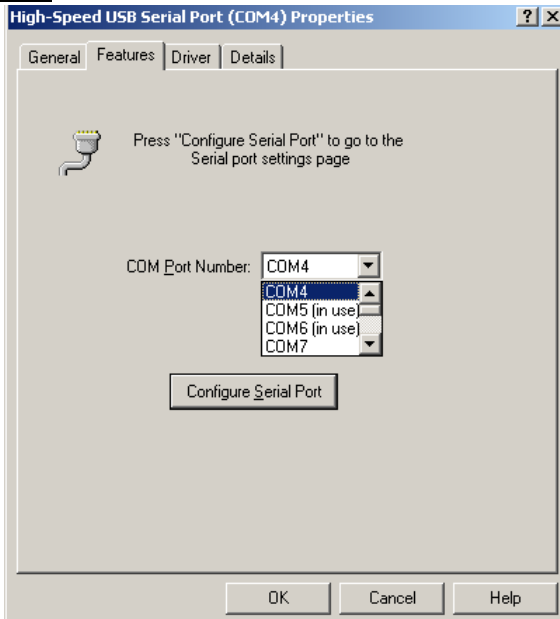 High-Speed USB Serial Port (COM4) Properties
General Features Driver Details
Press "Configure Serial Port" to go to the
Serial port settings page
COM Port Number: COM4
COM4
COM5 (in use)
COM6 (in use)
COM7
Configure Serial Port
OK Cancel Help